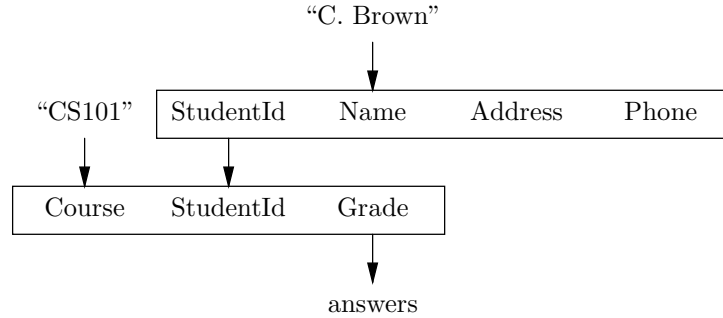 “C. Brown”
“CS101” StudentId Name Address Phone
Course StudentId Grade
answers